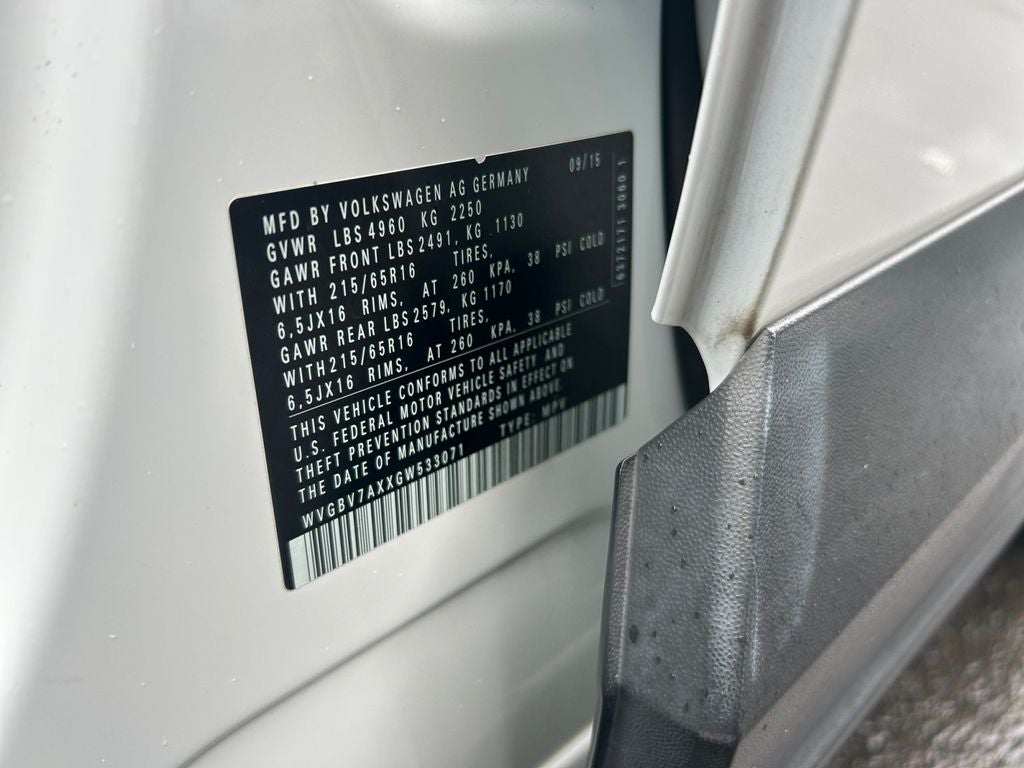 09/15
MFD BY VOLKSWAGEN AG GERMANY
GVWR LBS 4960 KG 2250
GAWR FRONT LBS 2491, KG 1130
WITH 215/65R16 TIRES,
6,5JX16 RIMS, AT 260 KPA, 38 PSI COLD
GAWR REAR LBS 2579, KG 1170
WITH 215/65R16 TIRES,
6,5JX16 RIMS, AT 260 KPA, 38 PSI COLD
THIS VEHICLE CONFORMS TO ALL APPLICABLE
U.S. FEDERAL MOTOR VEHICLE SAFETY AND
THEFT PREVENTION STANDARDS IN EFFECT ON
THE DATE OF MANUFACTURE SHOWN ABOVE.
WVGBV7AXXGW533071 TYPE: MPV
6372171 3060 1